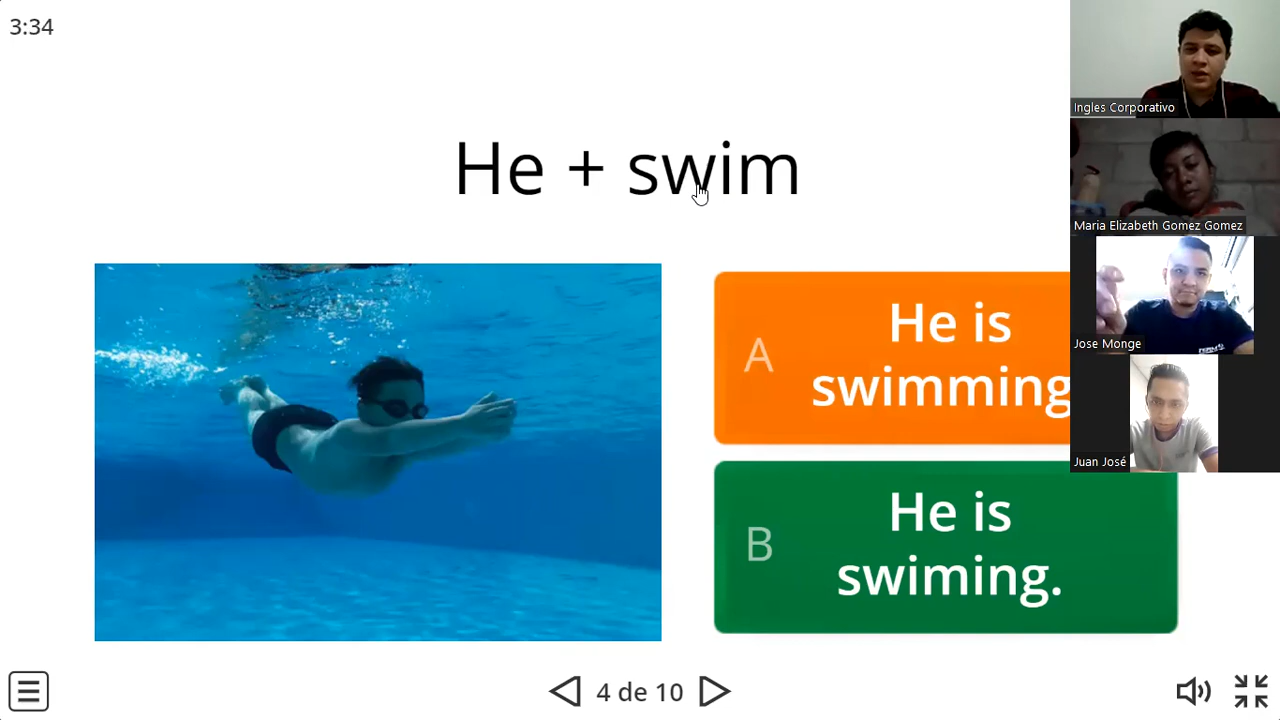 3:34
He + swim
A
He is
swimming
B
He is
swiming.
4 de 10
Ingles Corporativo
Maria Elizabeth Gomez Gomez
Jose Monge
Juan José